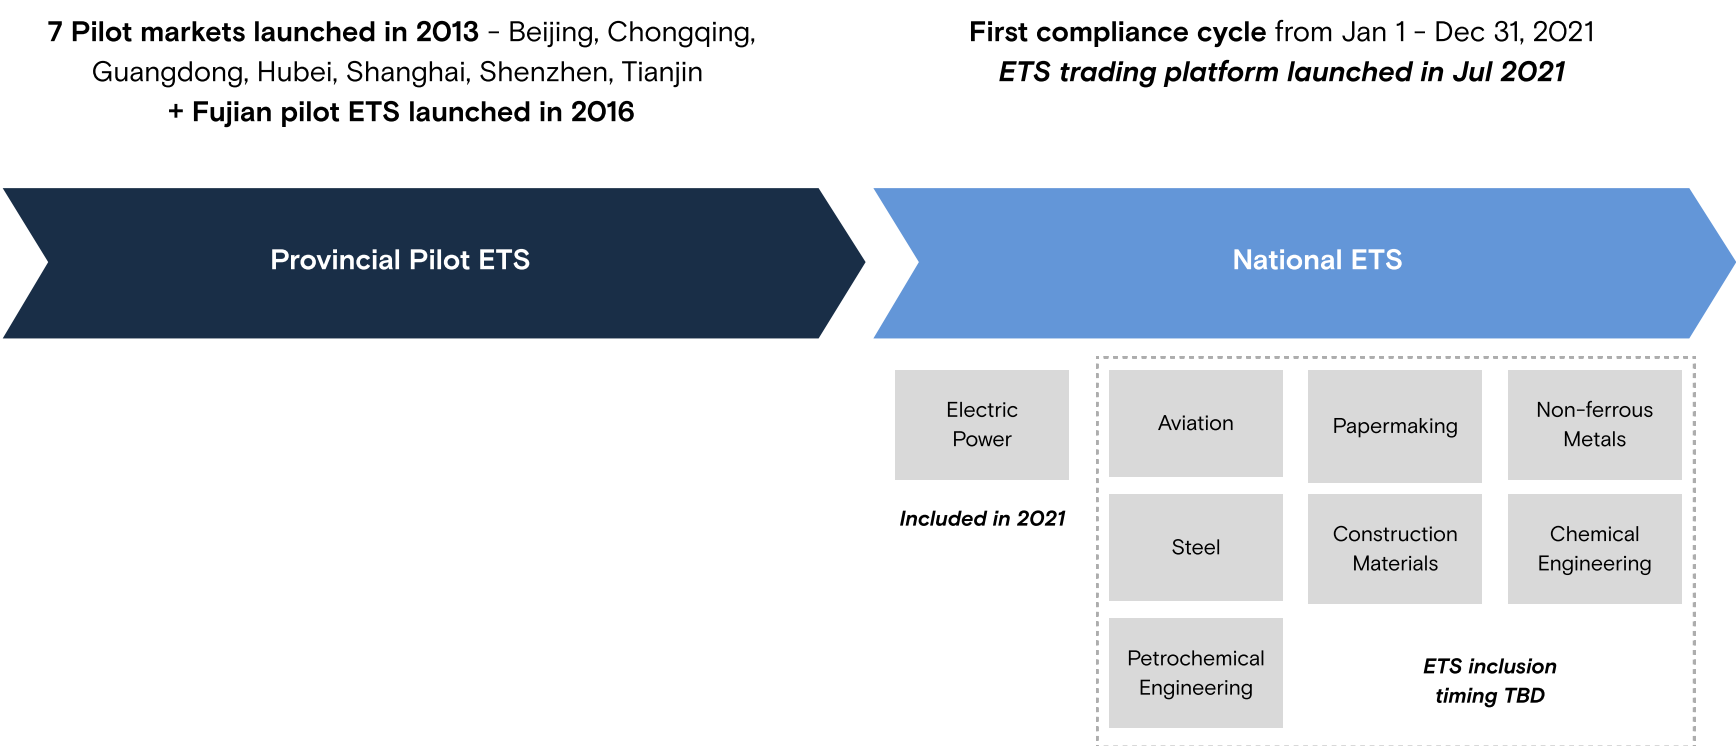 7 Pilot markets launched in 2013 - Beijing, Chongqing,
Guangdong, Hubei, Shanghai, Shenzhen, Tianjin
+ Fujian pilot ETS launched in 2016
First compliance cycle from Jan 1 - Dec 31, 2021
ETS trading platform launched in Jul 2021
Provincial Pilot ETS
National ETS
Electric
Power
Included in 2021
Aviation
Papermaking
Non-ferrous
Metals
Steel
Construction
Materials
Chemical
Engineering
Petrochemical
Engineering
ETS inclusion
timing TBD